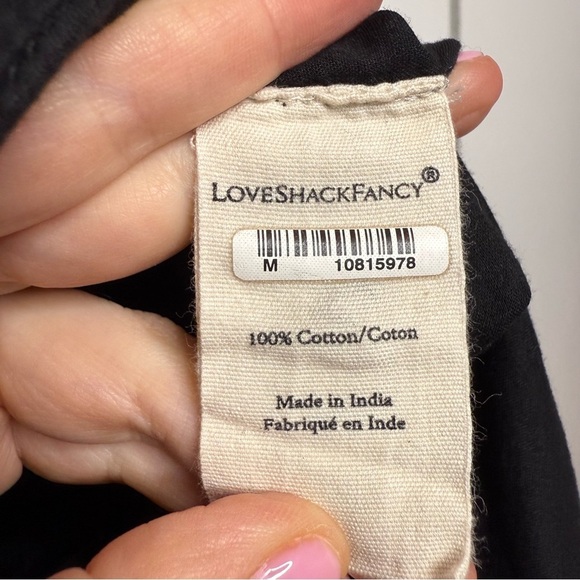 LOVESHACKFANCY®
M 10815978
100% Cotton/Coton
Made in India
Fabriqué en Inde